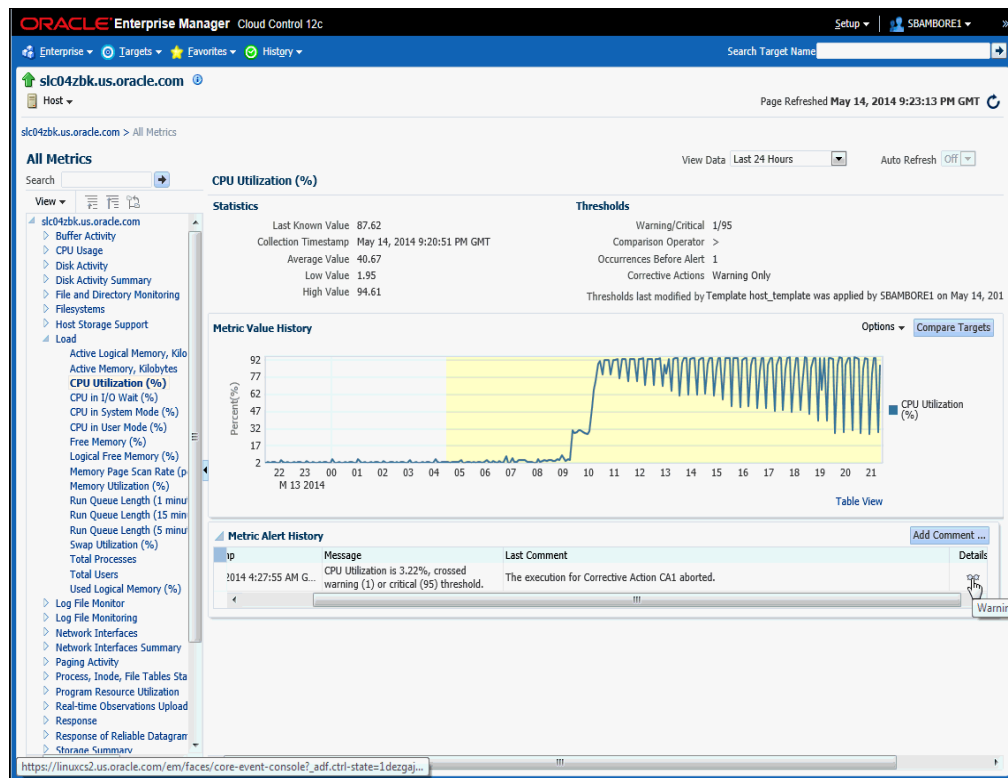 ORACLE Enterprise Manager Cloud Control 12c
Setup
SBAMBORE1
Enterprise
Targets
Favorites
History
Search Target Name
slc04zbk.us.oracle.com
Host
Page Refreshed May 14, 2014 9:23:13 PM GMT
slc04zbk.us.oracle.com > All Metrics
All Metrics
Search
View
slc04zbk.us.oracle.com
Buffer Activity
CPU Usage
Disk Activity
Disk Activity Summary
File and Directory Monitoring
Filesystems
Host Storage Support
Load
Active Logical Memory, Kilo
Active Memory, Kilobytes
CPU Utilization (%)
CPU in I/O Wait (%)
CPU in System Mode (%)
CPU in User Mode (%)
Free Memory (%)
Logical Free Memory (%)
Memory Page Scan Rate (p
Memory Utilization (%)
Run Queue Length (1 minu
Run Queue Length (15 min
Run Queue Length (5 minu
Swap Utilization (%)
Total Processes
Total Users
Used Logical Memory (%)
Log File Monitor
Log File Monitoring
Network Interfaces
Network Interfaces Summary
Paging Activity
Process, Inode, File Tables Sta
Program Resource Utilization
Real-time Observations Upload
Response
Response of Reliable Datagram
Storage Summary
View Data Last 24 Hours
Auto Refresh Off
CPU Utilization (%)
Statistics
Last Known Value 87.62
Collection Timestamp May 14, 2014 9:20:51 PM GMT
Average Value 40.67
Low Value 1.95
High Value 94.61
Thresholds
Warning/Critical 1/95
Comparison Operator >
Occurrences Before Alert 1
Corrective Actions Warning Only
Thresholds last modified by Template host_template was applied by SBAMBORE1 on May 14, 201
Metric Value History
Options
Compare Targets
Percent(%)
92
77
62
47
32
17
2
22 23 00 01 02 03 04 05 06 07 08 09 10 11 12 13 14 15 16 17 18 19 20 21
M 13 2014
CPU Utilization
(%)
Table View
Metric Alert History
Add Comment ...
Message
Last Comment
Details
2014 4:27:55 AM G...
CPU Utilization is 3.22%, crossed
warning (1) or critical (95) threshold.
The execution for Corrective Action CA1 aborted.
Warnin
https://linuxcs2.us.oracle.com/em/faces/core-event-console?_adf.ctrl-state=1dezgaj...